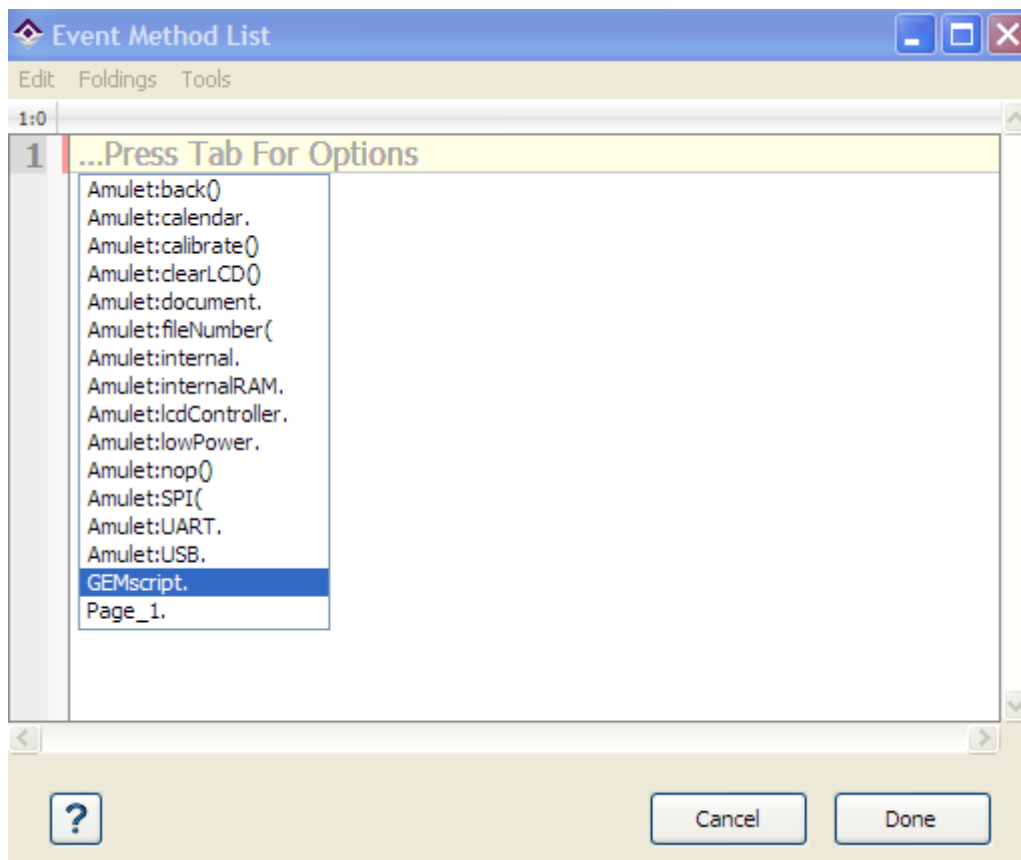 Event Method List
Edit Foldings Tools
1:0
1 ...Press Tab For Options
Amulet:back()
Amulet:calendar.
Amulet:calibrate()
Amulet:clearLCD()
Amulet:document.
Amulet:fileNumber(
Amulet:internal.
Amulet:internalRAM.
Amulet:lcdController.
Amulet:lowPower.
Amulet:nop()
Amulet:SPI(
Amulet:UART.
Amulet:USB.
GEMscript.
Page_1.
? Cancel Done